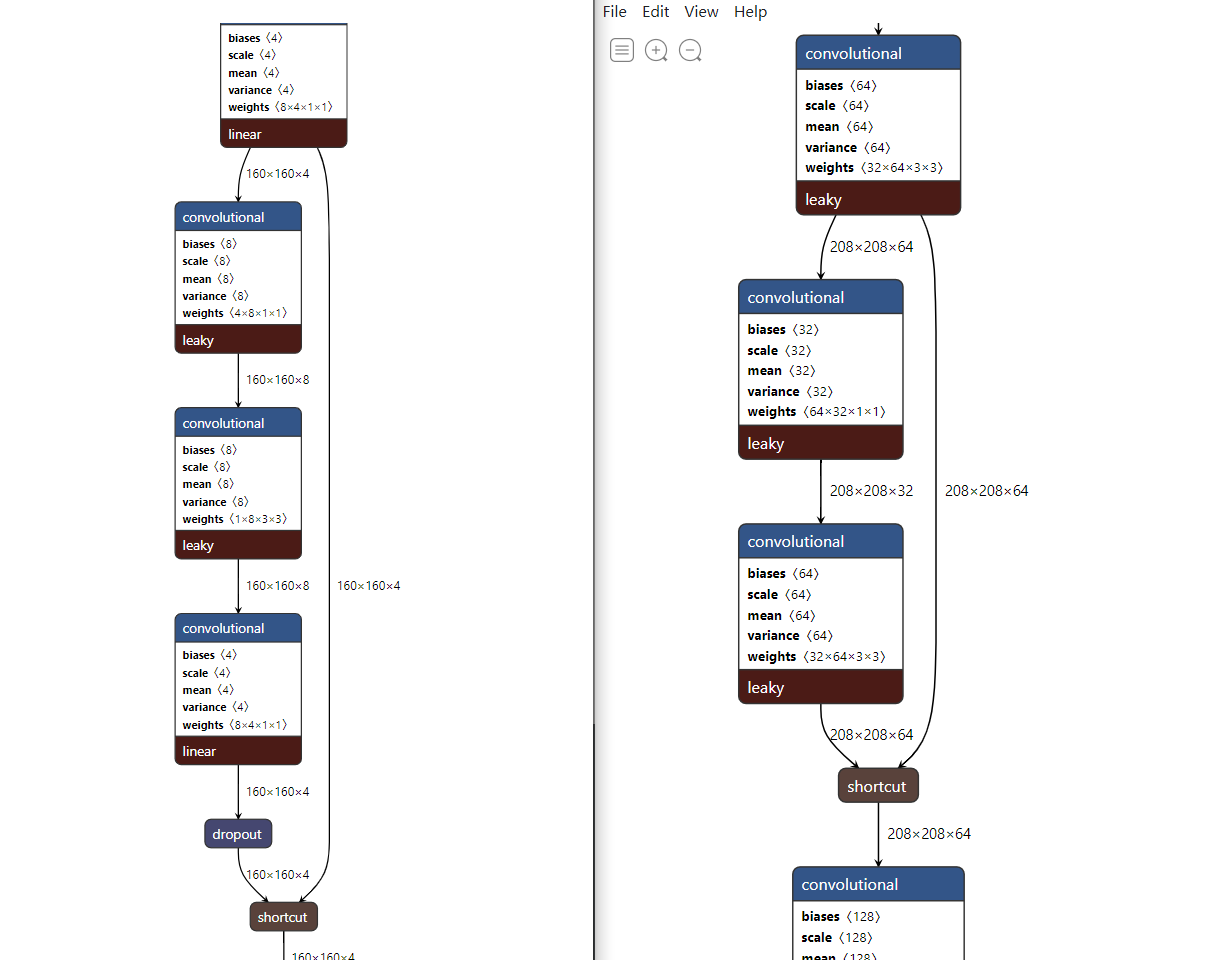 biases ⟨4⟩
scale ⟨4⟩
mean ⟨4⟩
variance ⟨4⟩
weights ⟨8×4×1×1⟩
linear
160×160×4
convolutional
biases ⟨8⟩
scale ⟨8⟩
mean ⟨8⟩
variance ⟨8⟩
weights ⟨4×8×1×1⟩
leaky
160×160×8
convolutional
biases ⟨8⟩
scale ⟨8⟩
mean ⟨8⟩
variance ⟨8⟩
weights ⟨1×8×3×3⟩
leaky
160×160×8
160×160×4
convolutional
biases ⟨4⟩
scale ⟨4⟩
mean ⟨4⟩
variance ⟨4⟩
weights ⟨8×4×1×1⟩
linear
160×160×4
dropout
160×160×4
shortcut
160×160×4
File Edit View Help
convolutional
biases ⟨64⟩
scale ⟨64⟩
mean ⟨64⟩
variance ⟨64⟩
weights ⟨32×64×3×3⟩
leaky
208×208×64
convolutional
biases ⟨32⟩
scale ⟨32⟩
mean ⟨32⟩
variance ⟨32⟩
weights ⟨64×32×1×1⟩
leaky
208×208×32
208×208×64
convolutional
biases ⟨64⟩
scale ⟨64⟩
mean ⟨64⟩
variance ⟨64⟩
weights ⟨32×64×3×3⟩
leaky
208×208×64
shortcut
208×208×64
convolutional
biases ⟨128⟩
scale ⟨128⟩
mean ⟨128⟩